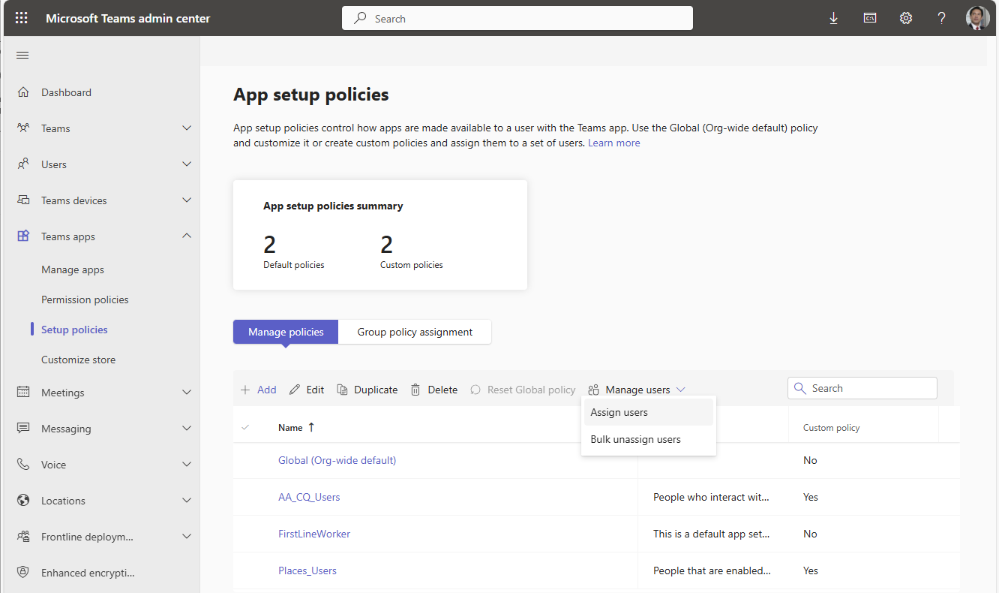 Microsoft Teams admin center
Search
Dashboard
Teams
Users
Teams devices
Teams apps
Manage apps
Permission policies
Setup policies
Customize store
Meetings
Messaging
Voice
Locations
Frontline deploym...
Enhanced encrypti...
App setup policies
App setup policies control how apps are made available to a user with the Teams app. Use the Global (Org-wide default) policy
and customize it or create custom policies and assign them to a set of users. Learn more
App setup policies summary
2 2
Default policies Custom policies
Manage policies Group policy assignment
Add Edit Duplicate Delete Reset Global policy Manage users Search
Assign users
Bulk unassign users
Name ↑ Custom policy
Global (Org-wide default) No
AA_CQ_Users People who interact wit... Yes
FirstLineWorker This is a default app set... No
Places_Users People that are enabled... Yes